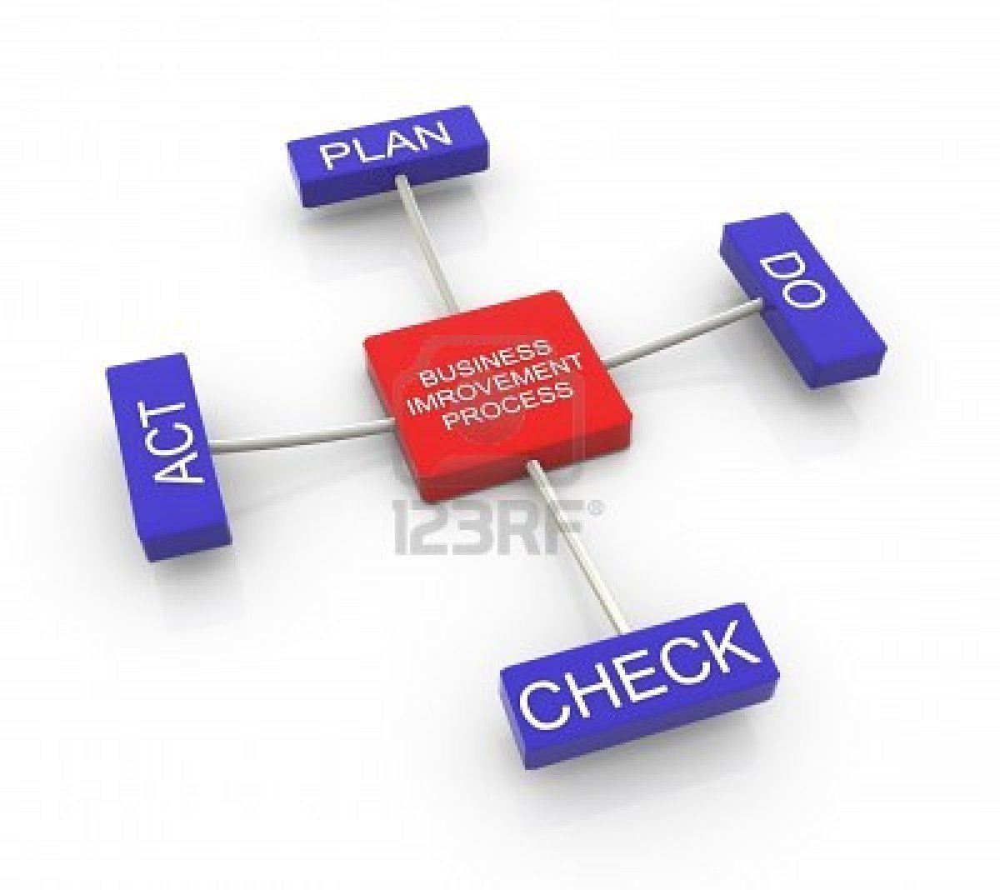 PLAN
DO
BUSINESS
IMROVEMENT
PROCESS
ACT
123RF®
CHECK